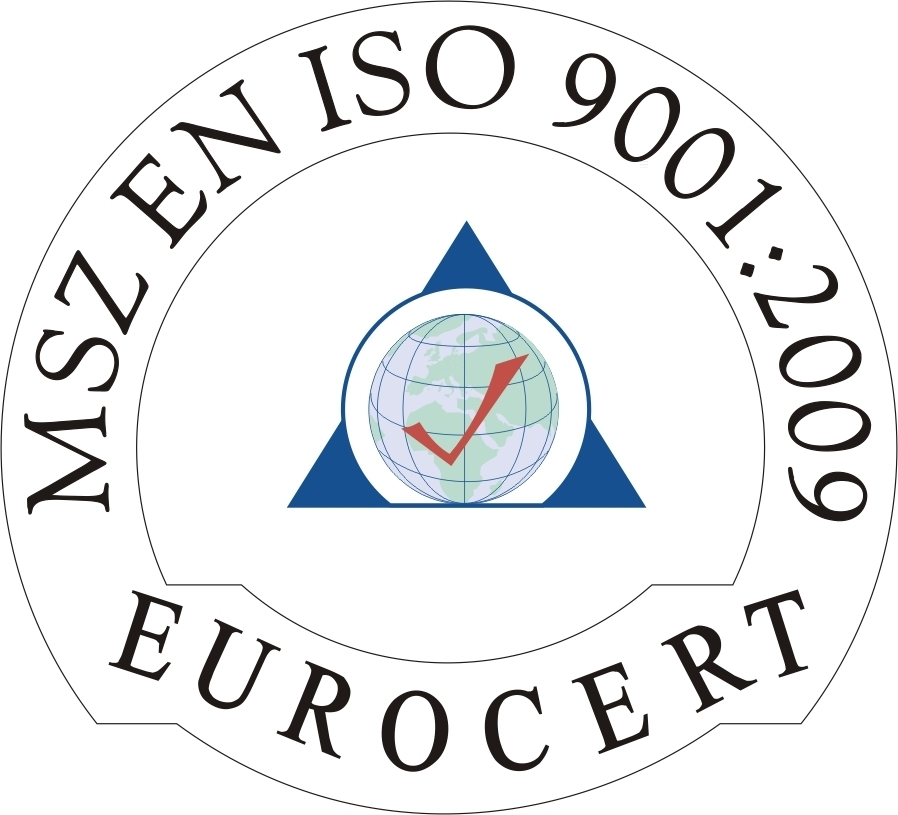 MSZ EN ISO 9001:2009
EUROCERT